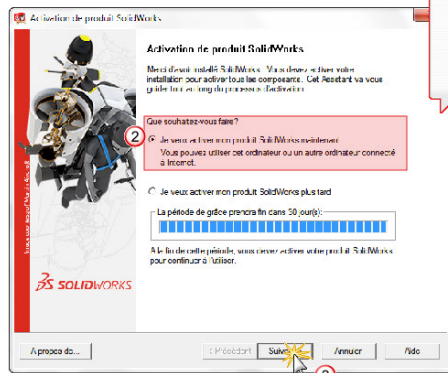 Activation de produit SolidWorks
Activation de produit SolidWorks
Merci d'avoir installé SolidWorks. Vous devez activer votre
installation pour activer tous les composants. Cet Assistant va vous
guider tout au long du processus d'activation.
Que souhaitez-vous faire?
2
Je veux activer mon produit SolidWorks maintenant
Vous pouvez utiliser cet ordinateur ou un autre ordinateur connecté
à Internet.
Je veux activer mon produit SolidWorks plus tard
La période de grâce prendra fin dans 30 jour(s):
A la fin de cette période, vous devez activer votre produit SolidWorks
pour continuer à l'utiliser.
SOLIDWORKS
A propos de...
< Précédent
Annuler
Aide